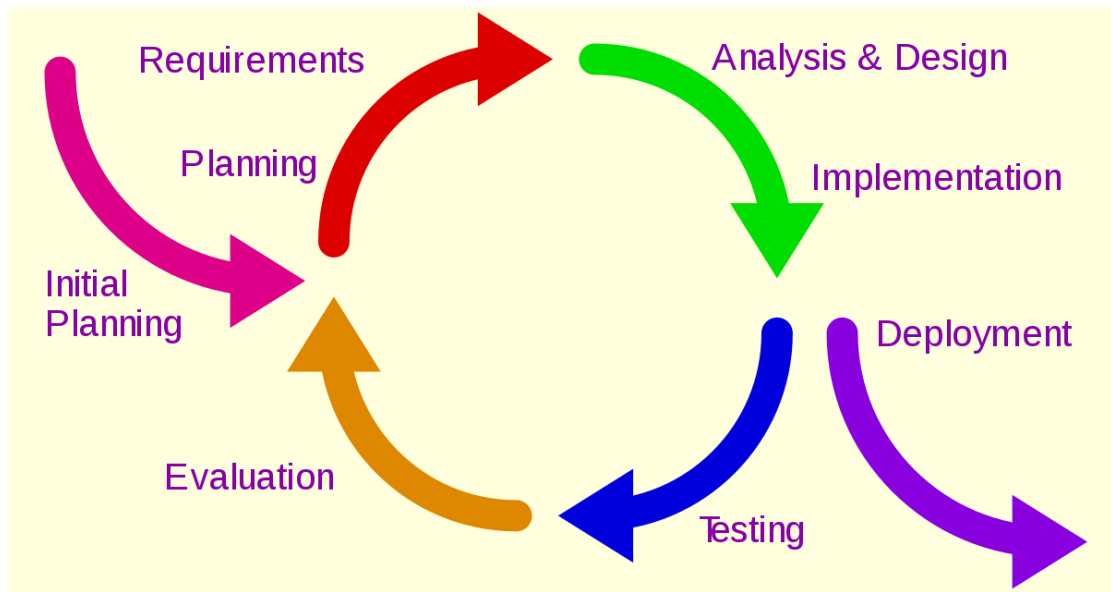 Requirements
Analysis & Design
Planning
Implementation
Initial
Planning
Deployment
Evaluation
Testing